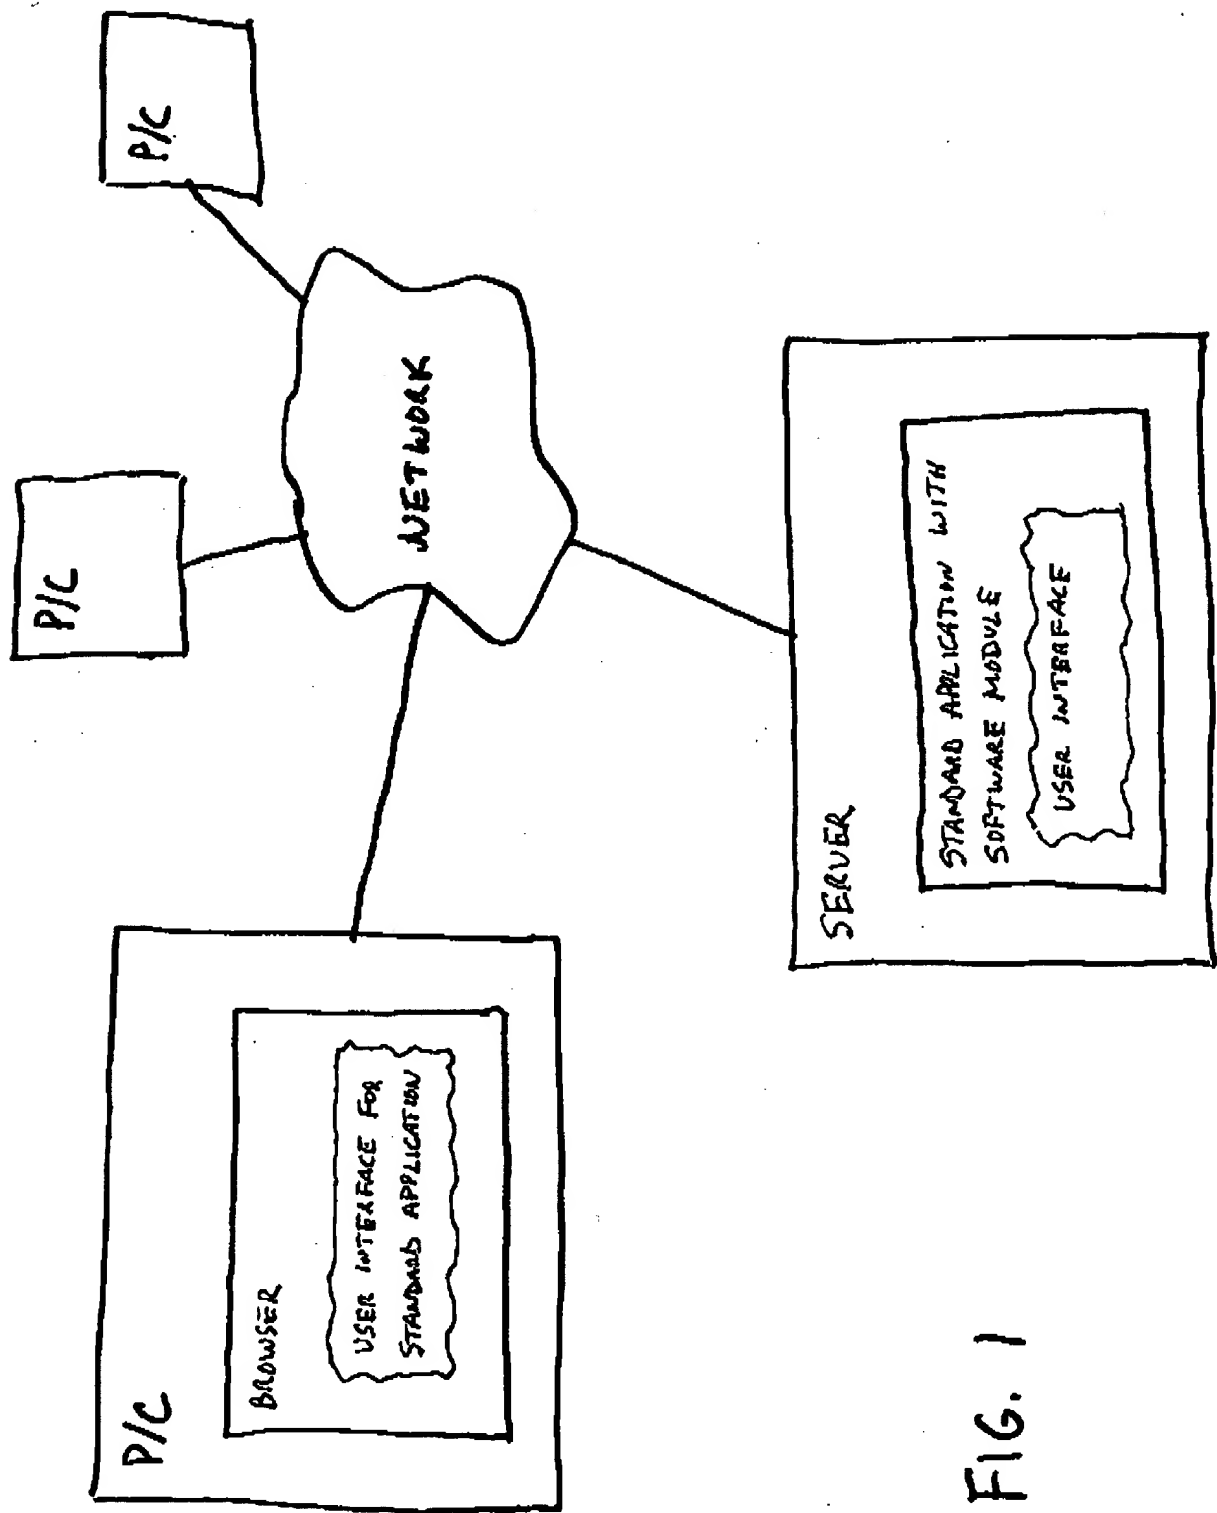 P/C
BROWSER
USER INTERFACE FOR
STANDARD APPLICATION
P/C
P/C
NETWORK
SERVER
STANDARD APPLICATION WITH
SOFTWARE MODULE
USER INTERFACE
FIG. 1